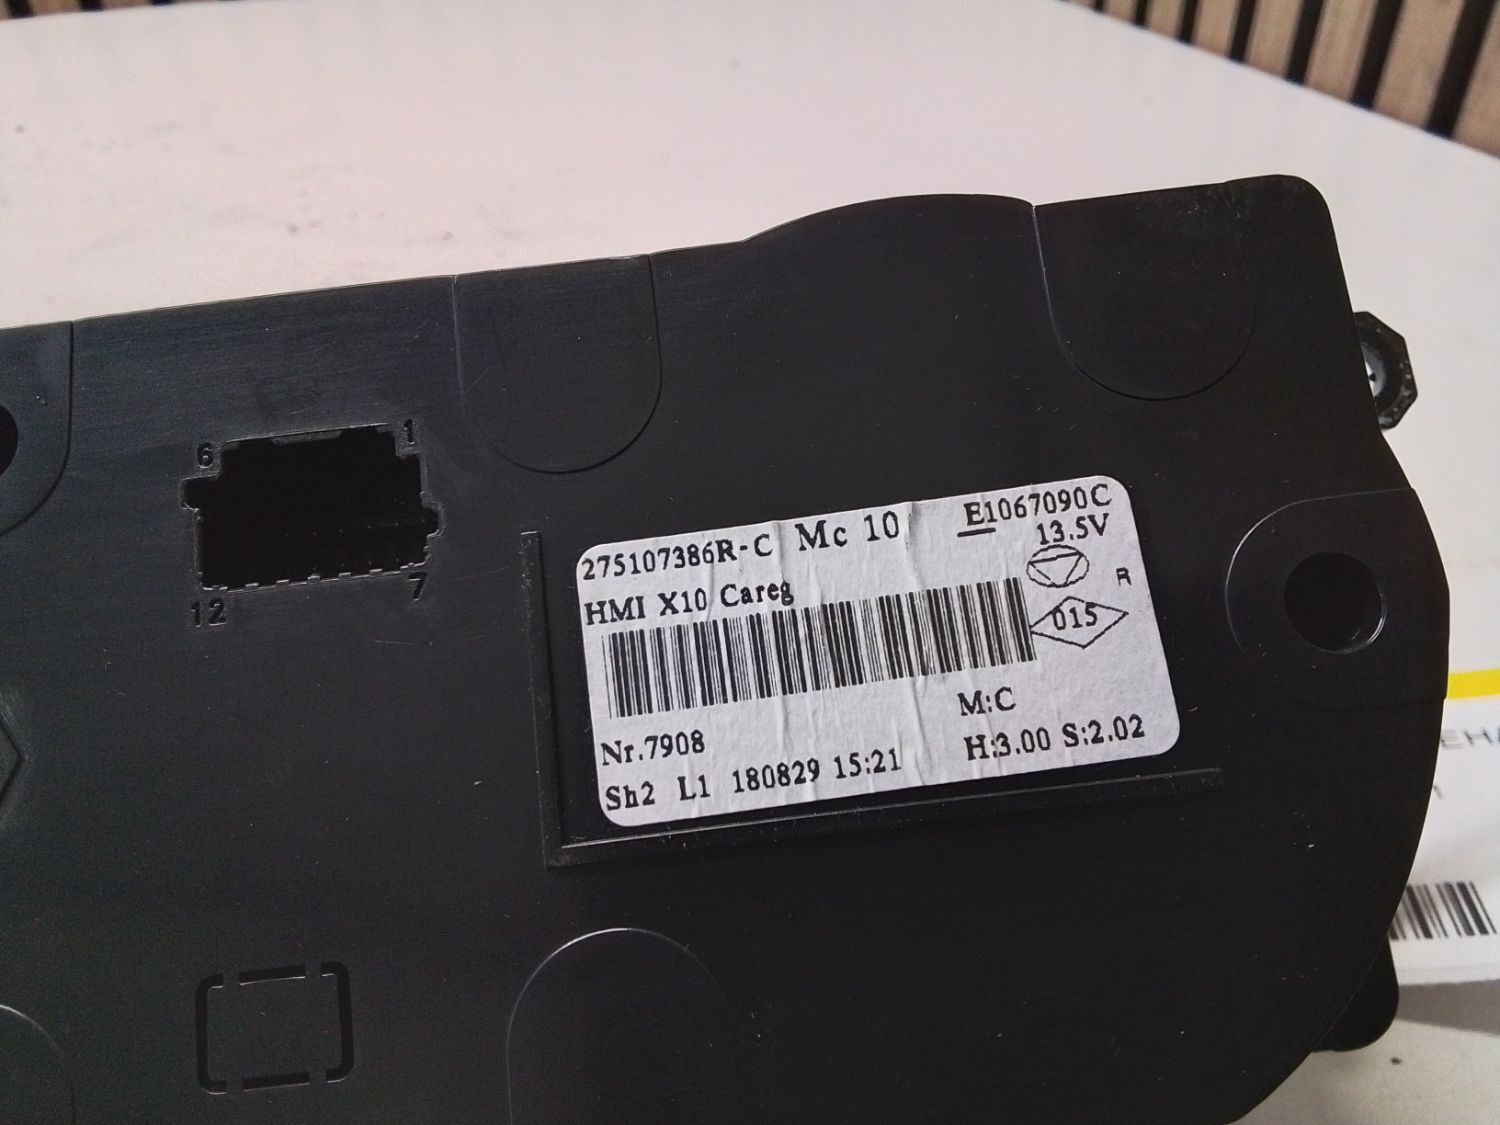 6
1
12
7
275107386R-C Mc 10 E1067090C
13.5V
HMI X10 Careg
R
015
M:C
Nr.7908
H:3.00 S:2.02
Sh2 L1 180829 15:21